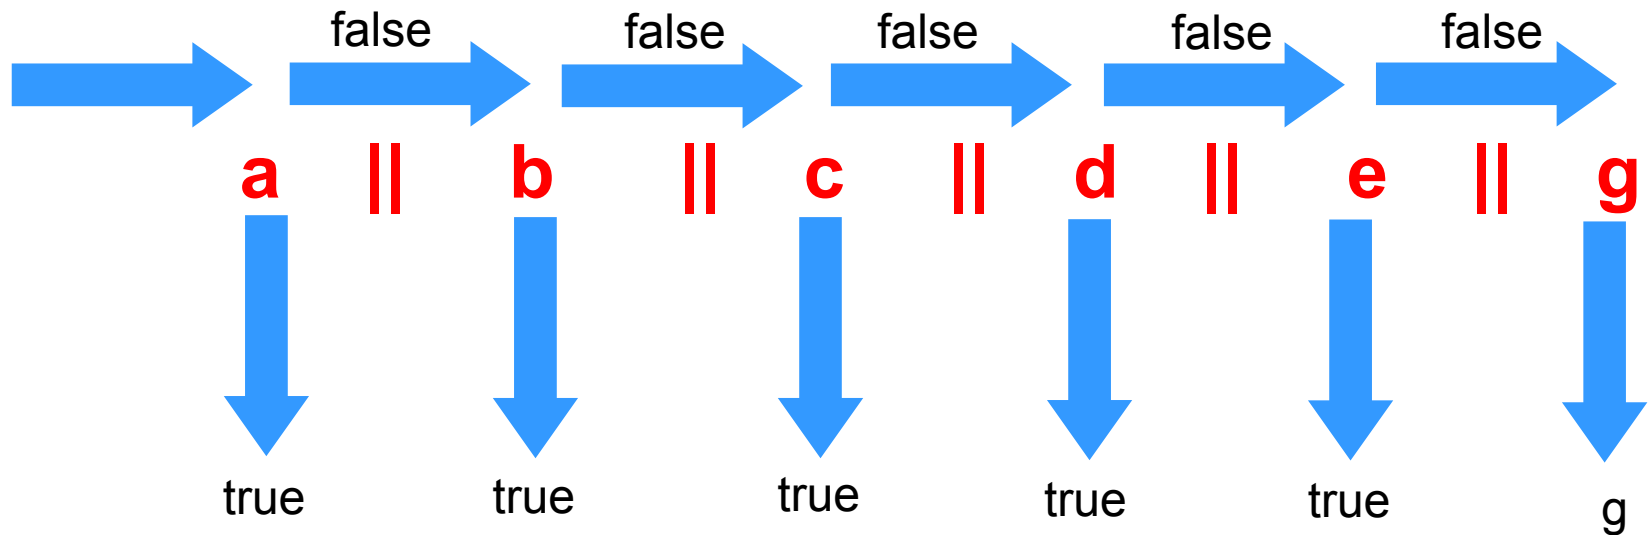 false false false false false
a || b || c || d || e || g
true true true true true g